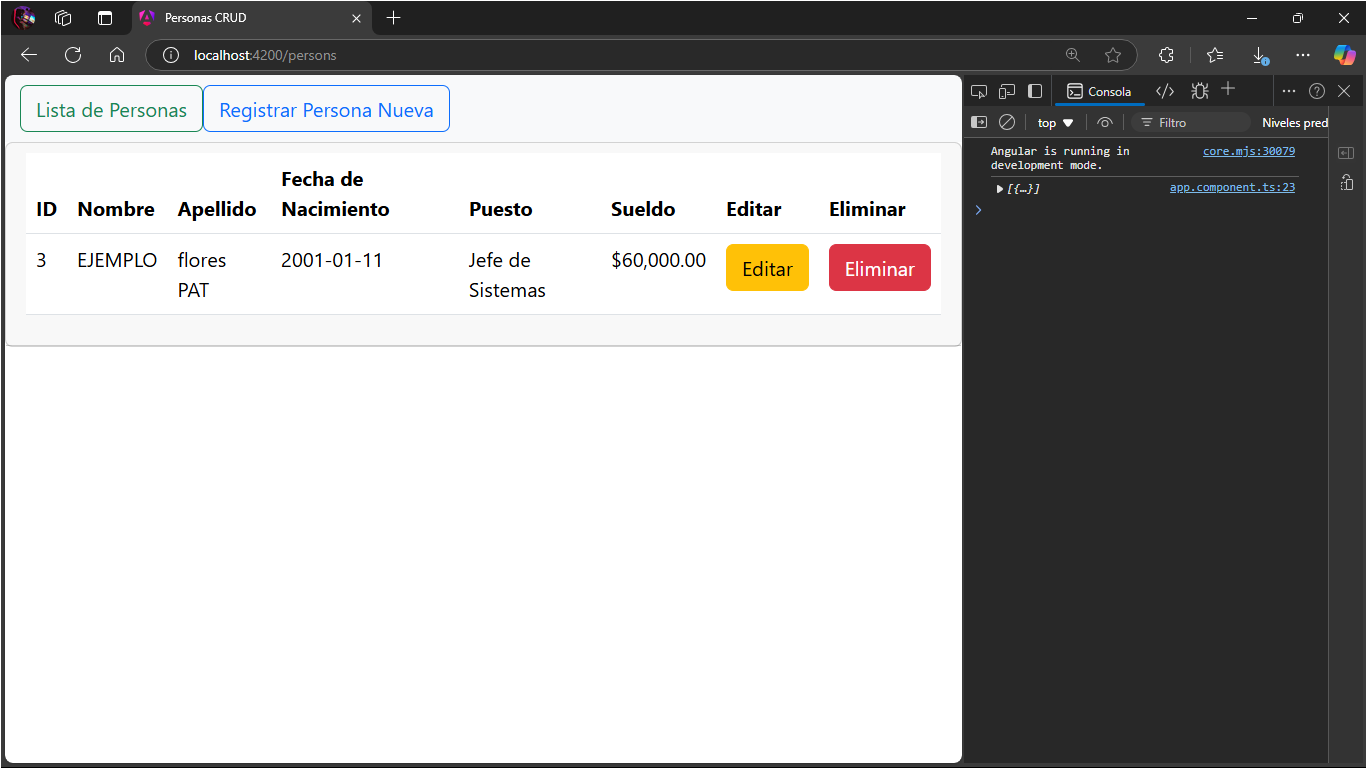 Personas CRUD
localhost:4200/persons
Lista de Personas Registrar Persona Nueva
ID Nombre Apellido Fecha de Nacimiento Puesto Sueldo Editar Eliminar
3 EJEMPLO flores PAT 2001-01-11 Jefe de Sistemas $60,000.00 Editar Eliminar
Consola
top Filtro Niveles pred
Angular is running in core.mjs:30079
development mode.
[{…}] app.component.ts:23